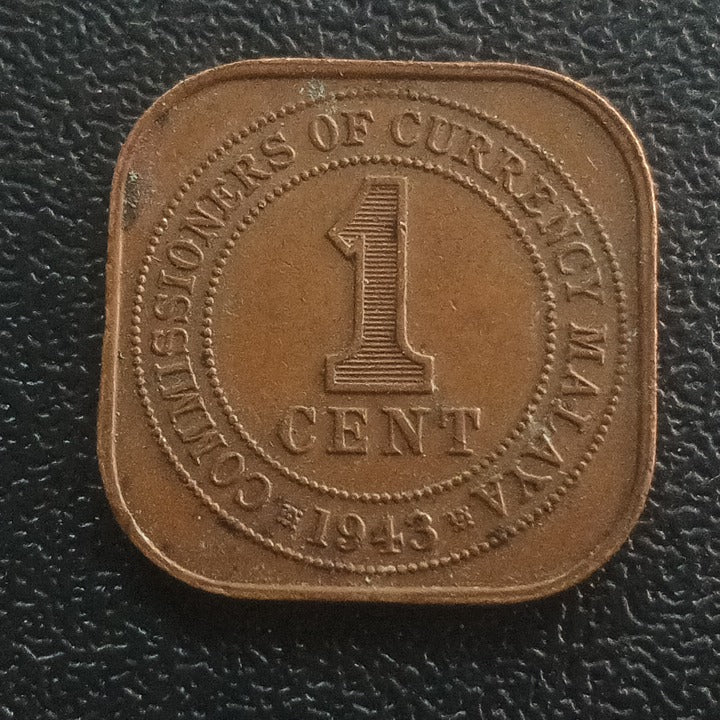 COMMISSIONERS OF CURRENCY MALAYA
1
CENT
1943